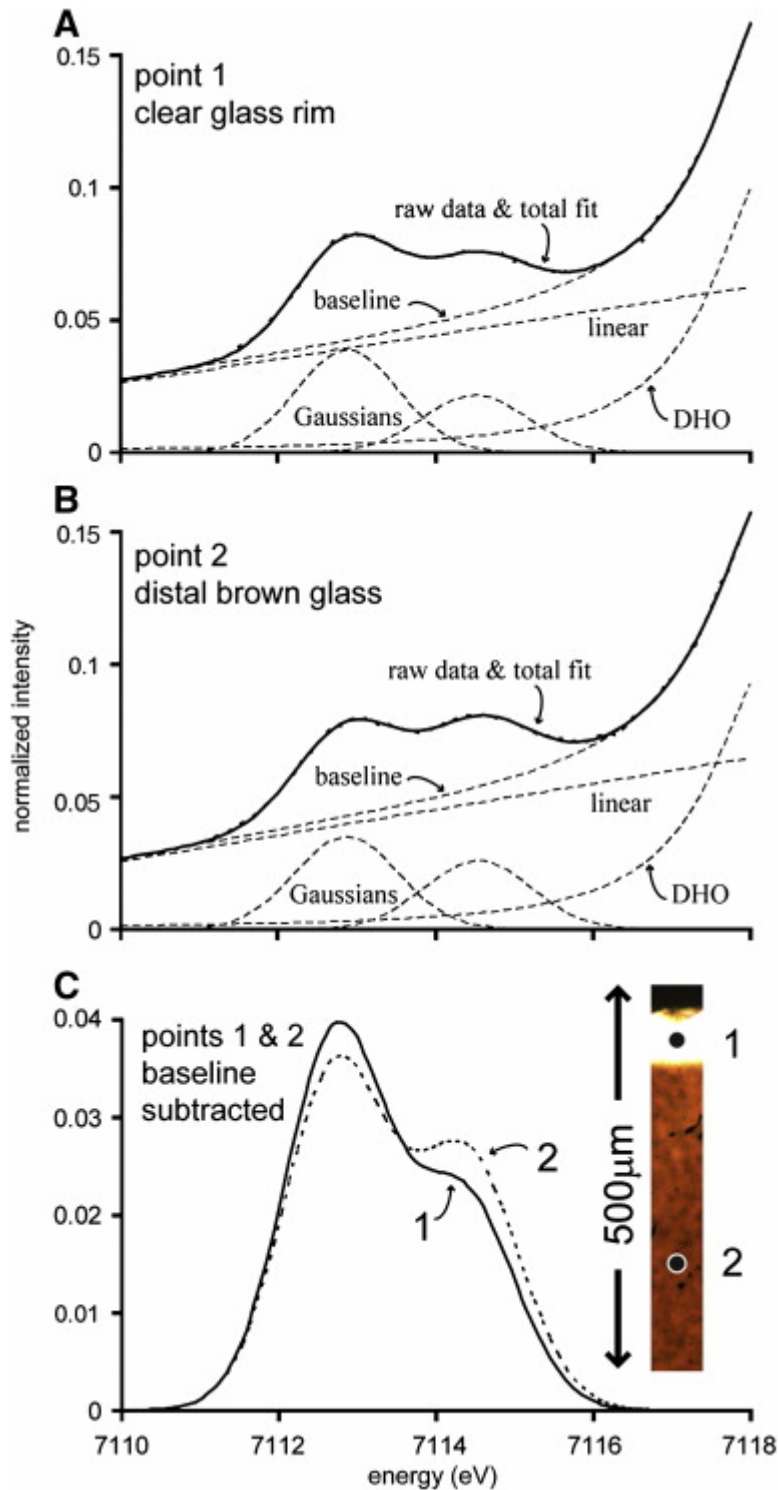 A
0.15
point 1
clear glass rim
0.1
raw data & total fit
baseline
0.05
linear
Gaussians
DHO
0
B
0.15
point 2
distal brown glass
0.1
raw data & total fit
baseline
0.05
linear
Gaussians
DHO
0
normalized intensity
C
0.04
points 1 & 2
baseline
subtracted
0.03
2
1
0.02
0.01
0
500μm
1
2
7110 7112 7114 7116 7118
energy (eV)